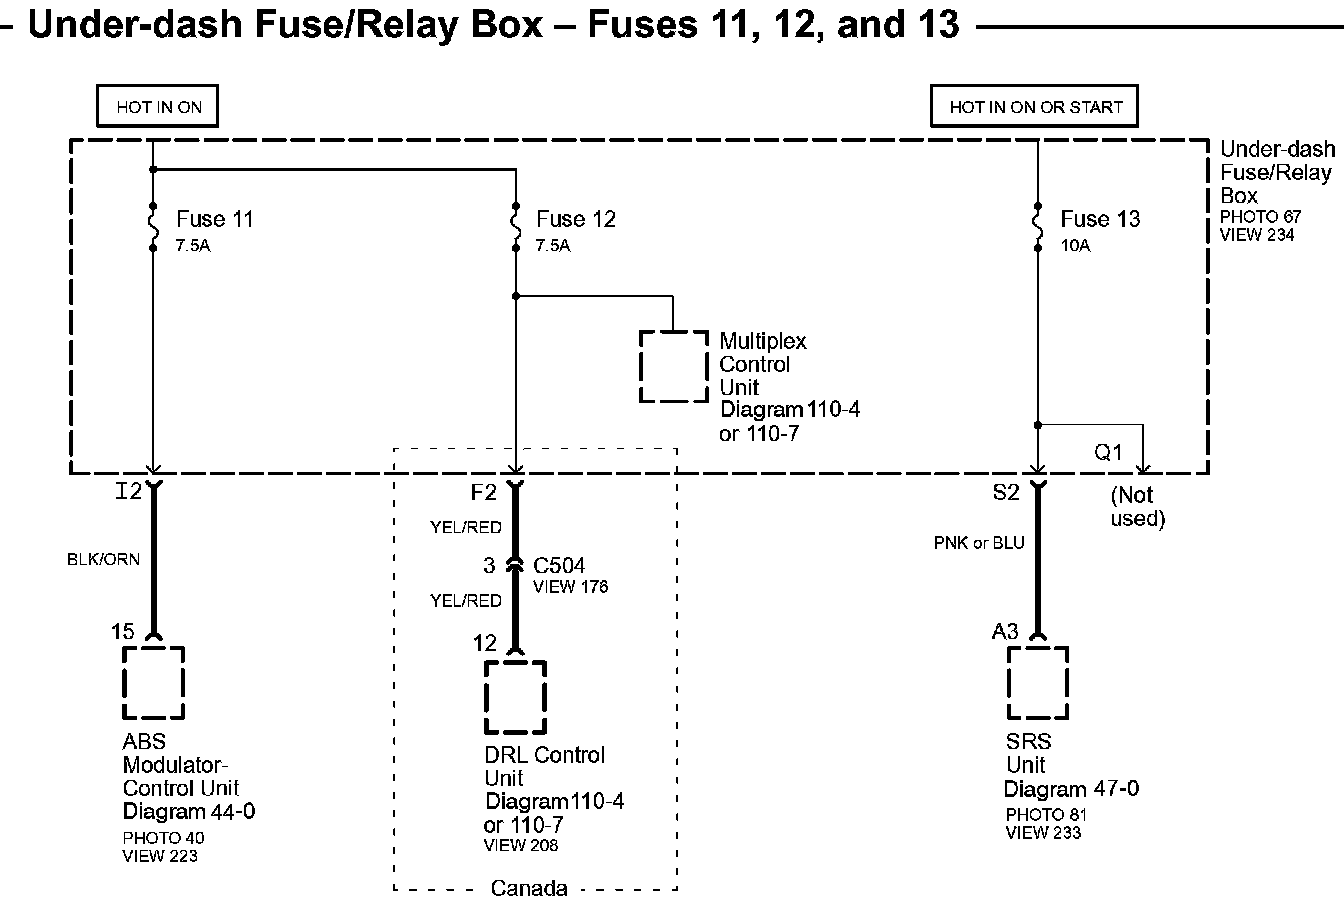 Under-dash Fuse/Relay Box – Fuses 11, 12, and 13
HOT IN ON
HOT IN ON OR START
Under-dash
Fuse/Relay
Box
PHOTO 67
VIEW 234
Fuse 11
7.5A
Fuse 12
7.5A
Fuse 13
10A
Multiplex
Control
Unit
Diagram 110-4
or 110-7
Q1
(Not
used)
I2
F2
S2
BLK/ORN
YEL/RED
PNK or BLU
3
C504
VIEW 176
YEL/RED
15
12
A3
ABS
Modulator-
Control Unit
Diagram 44-0
PHOTO 40
VIEW 223
DRL Control
Unit
Diagram 110-4
or 110-7
VIEW 208
SRS
Unit
Diagram 47-0
PHOTO 81
VIEW 233
Canada